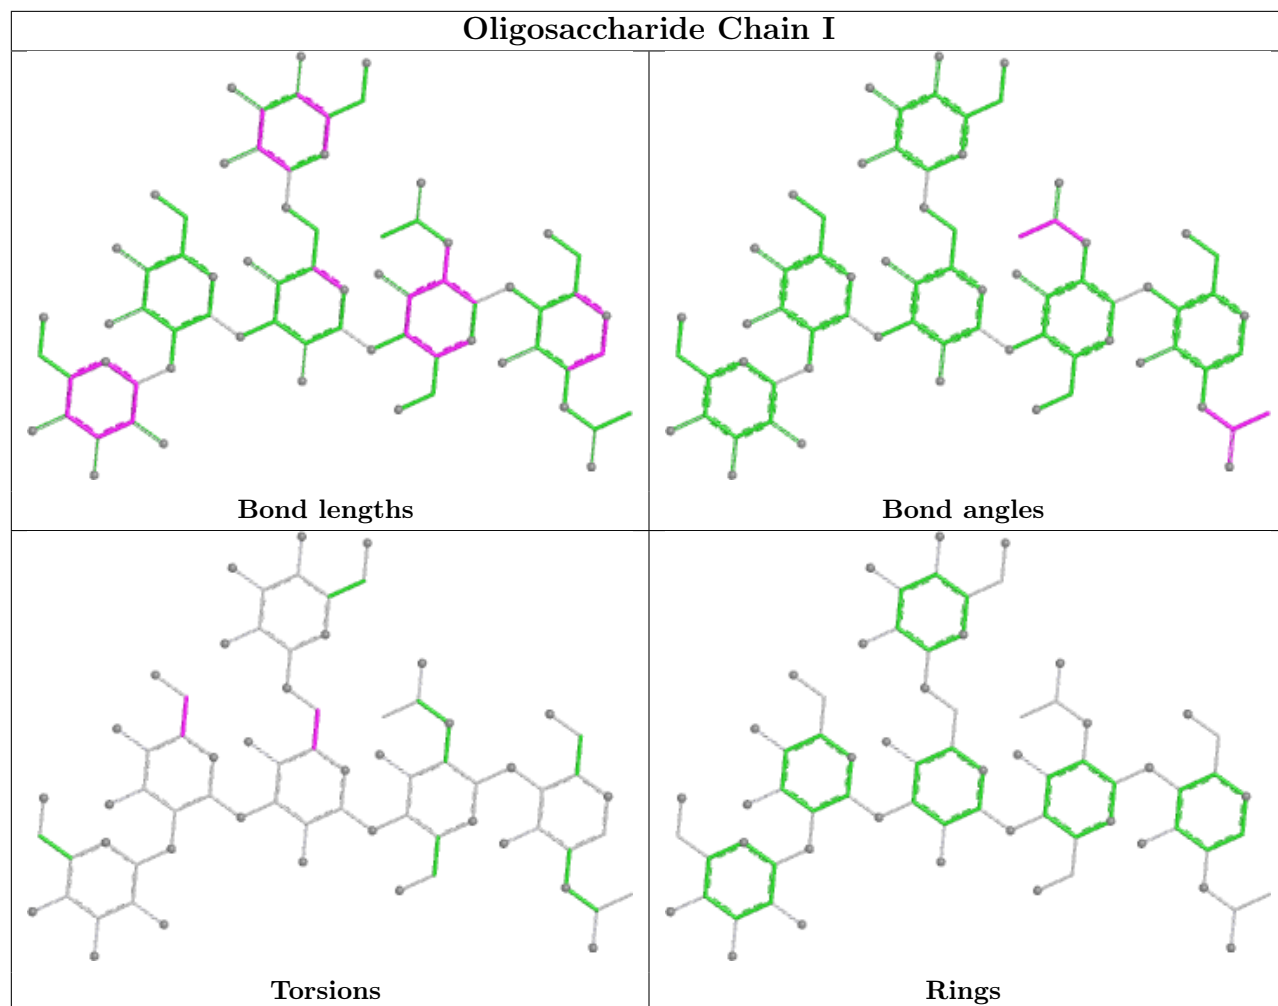 Oligosaccharide Chain I
Bond lengths
Bond angles
Torsions
Rings